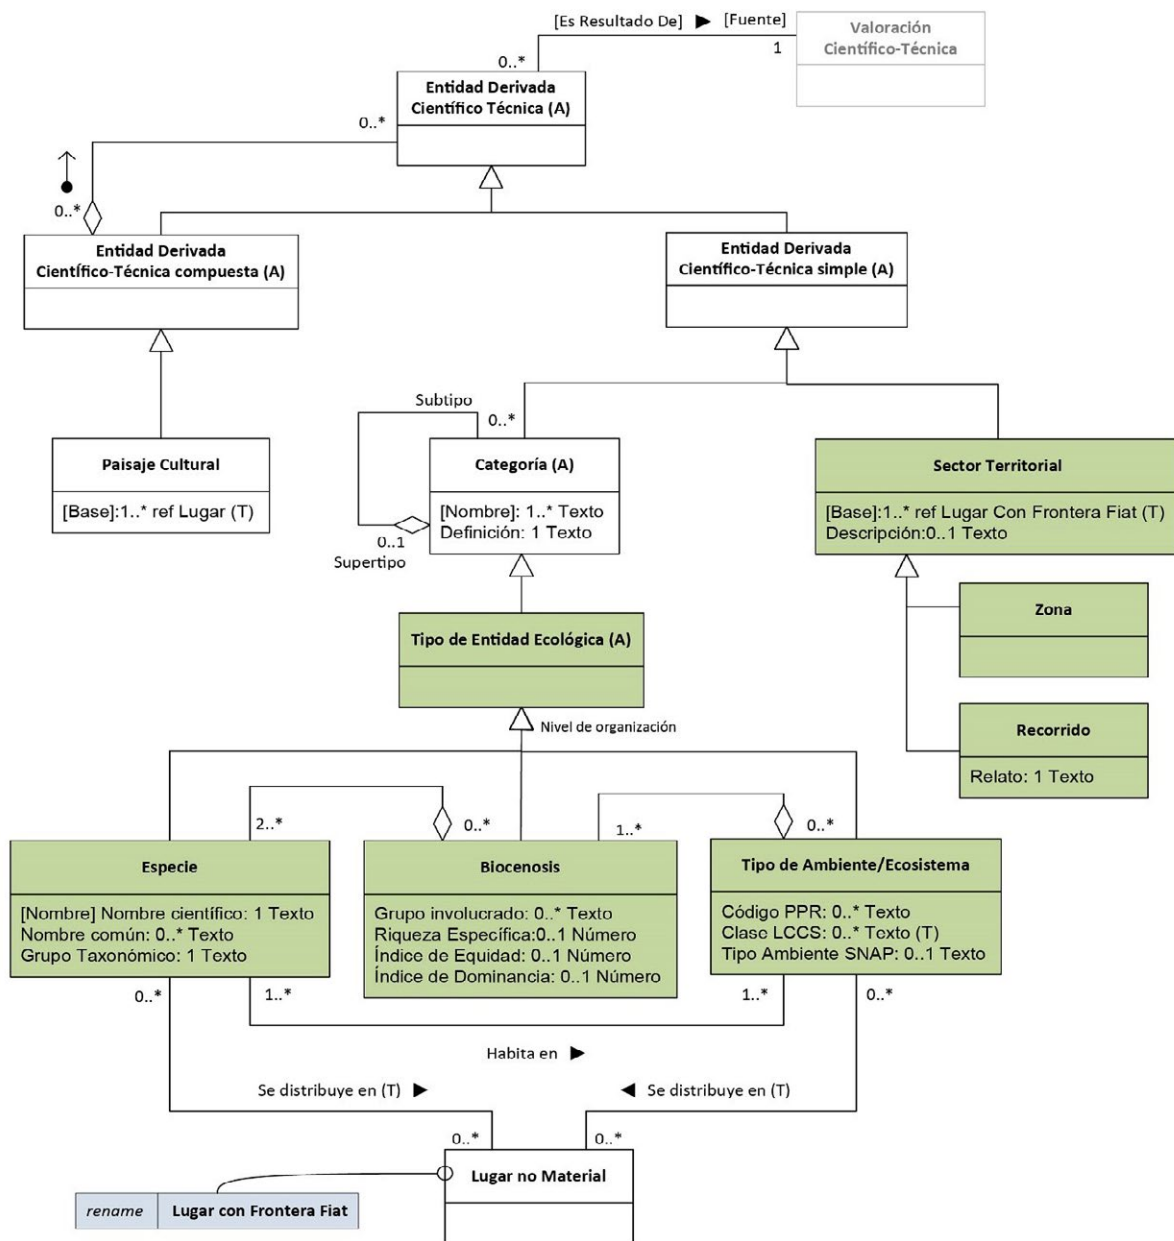 [Es Resultado De] ► [Fuente]
1
Valoración
Científico-Técnica
0..*
Entidad Derivada
Científico Técnica (A)
0..*
0..*
Entidad Derivada
Científico-Técnica compuesta (A)
Entidad Derivada
Científico-Técnica simple (A)
Subtipo
0..*
Paisaje Cultural
[Base]:1..* ref Lugar (T)
Categoría (A)
[Nombre]: 1..* Texto
Definición: 1 Texto
0..1
Supertipo
Sector Territorial
[Base]:1..* ref Lugar Con Frontera Fiat (T)
Descripción:0..1 Texto
Zona
Tipo de Entidad Ecológica (A)
Nivel de organización
Recorrido
Relato: 1 Texto
2..*
0..*
1..*
0..*
Especie
[Nombre] Nombre científico: 1 Texto
Nombre común: 0..* Texto
Grupo Taxonómico: 1 Texto
Biocenosis
Grupo involucrado: 0..* Texto
Riqueza Específica:0..1 Número
Índice de Equidad: 0..1 Número
Índice de Dominancia: 0..1 Número
Tipo de Ambiente/Ecosistema
Código PPR: 0..* Texto
Clase LCCS: 0..* Texto (T)
Tipo Ambiente SNAP: 0..1 Texto
0..*
1..*
1..*
0..*
Habita en ►
Se distribuye en (T) ►
◄ Se distribuye en (T)
0..*
0..*
Lugar no Material
rename
Lugar con Frontera Fiat